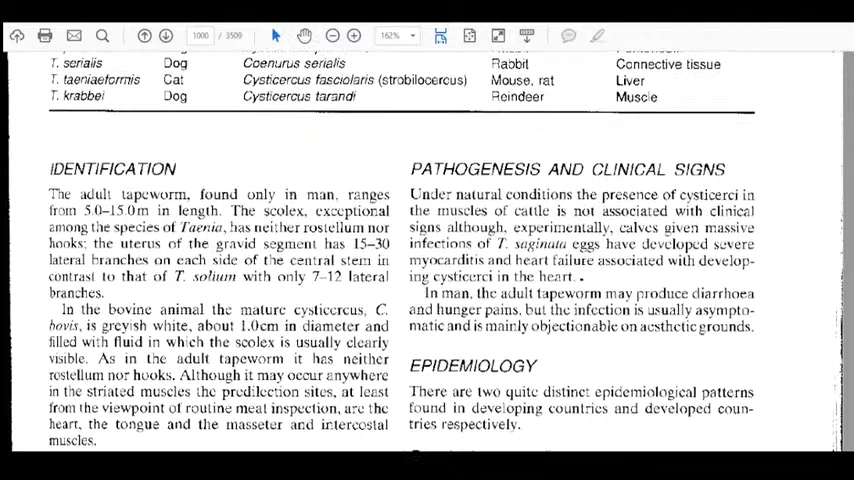 1000 / 3509
162%
T. serialis Dog Coenurus serialis Rabbit Connective tissue
T. taeniaeformis Cat Cysticercus fasciolaris (strobilocercus) Mouse, rat Liver
T. krabbei Dog Cysticercus tarandi Reindeer Muscle
IDENTIFICATION
The adult tapeworm, found only in man, ranges
from 5.0–15.0m in length. The scolex, exceptional
among the species of Taenia, has neither rostellum nor
hooks; the uterus of the gravid segment has 15–30
lateral branches on each side of the central stem in
contrast to that of T. solium with only 7–12 lateral
branches.
In the bovine animal the mature cysticercus, C.
bovis, is greyish white, about 1.0cm in diameter and
filled with fluid in which the scolex is usually clearly
visible. As in the adult tapeworm it has neither
rostellum nor hooks. Although it may occur anywhere
in the striated muscles the predilection sites, at least
from the viewpoint of routine meat inspection, are the
heart, the tongue and the masseter and intercostal
muscles.
PATHOGENESIS AND CLINICAL SIGNS
Under natural conditions the presence of cysticerci in
the muscles of cattle is not associated with clinical
signs although, experimentally, calves given massive
infections of T. saginata eggs have developed severe
myocarditis and heart failure associated with develop-
ing cysticerci in the heart.
In man, the adult tapeworm may produce diarrhoea
and hunger pains, but the infection is usually asympto-
matic and is mainly objectionable on aesthetic grounds.
EPIDEMIOLOGY
There are two quite distinct epidemiological patterns
found in developing countries and developed coun-
tries respectively.